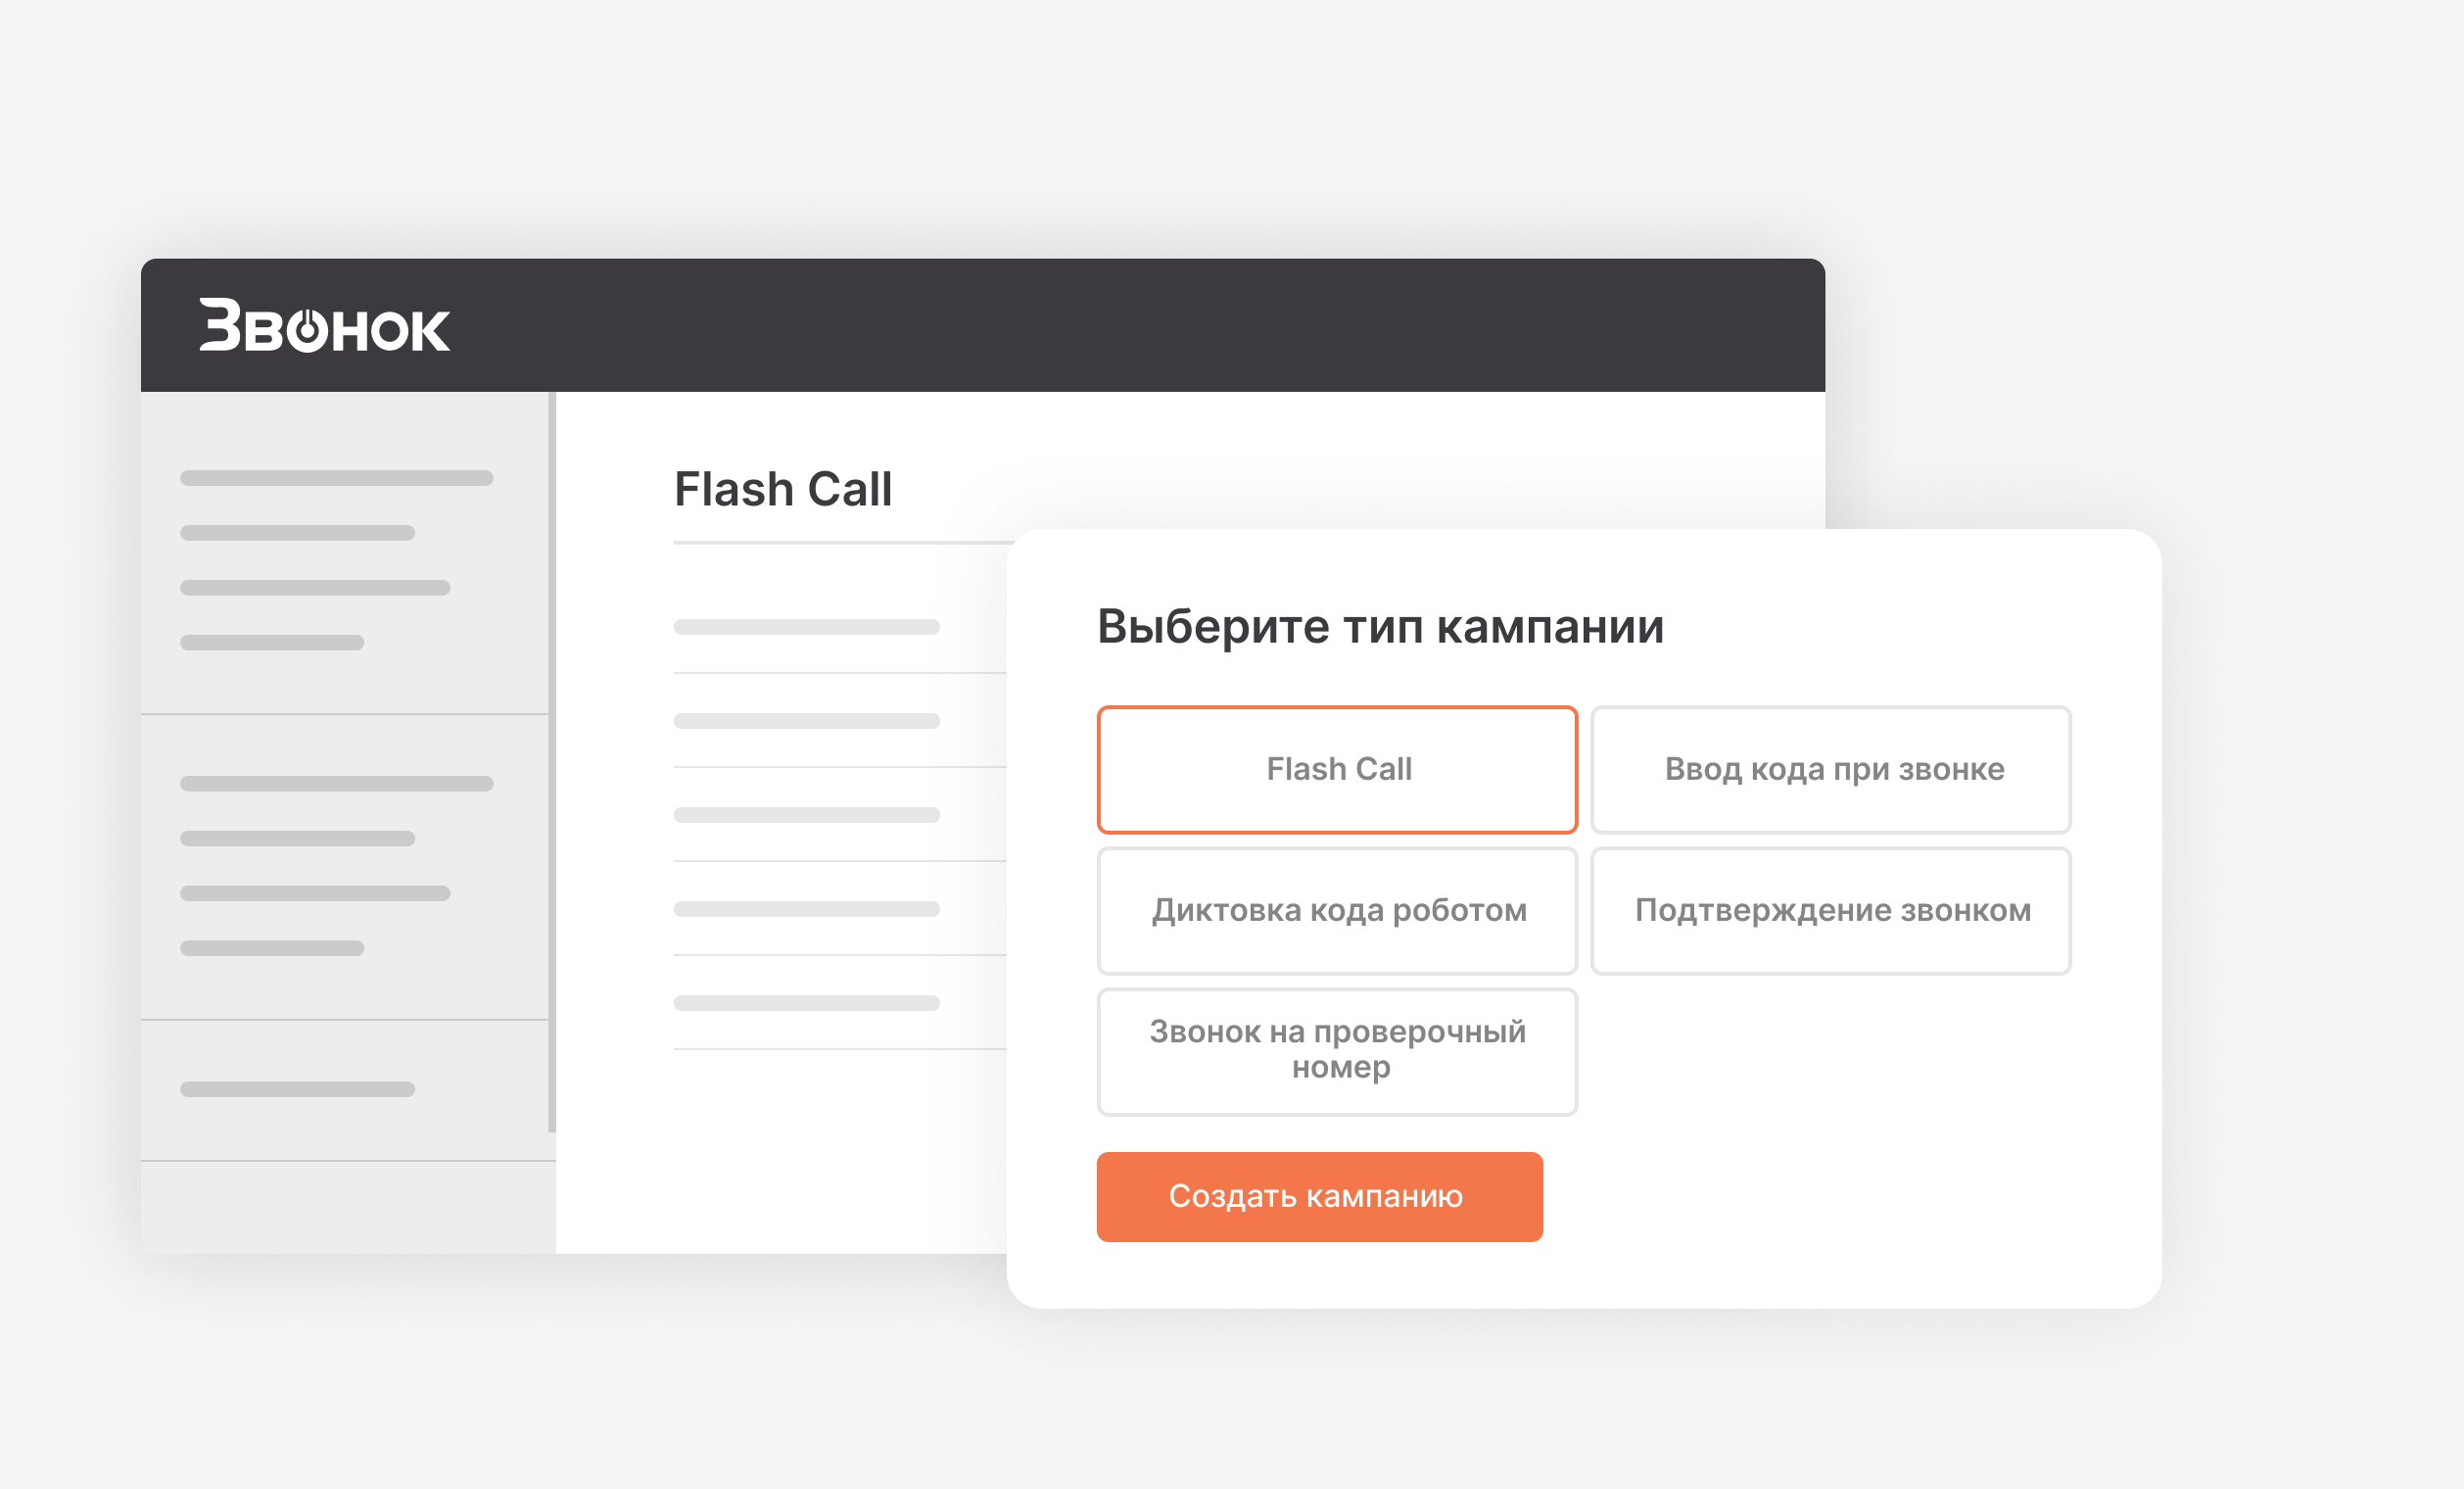 Звонок
Flash Call
Выберите тип кампании
Flash Call
Ввод кода при звонке
Диктовка кода роботом
Подтверждение звонком
Звонок на проверочный
номер
Создать кампанию